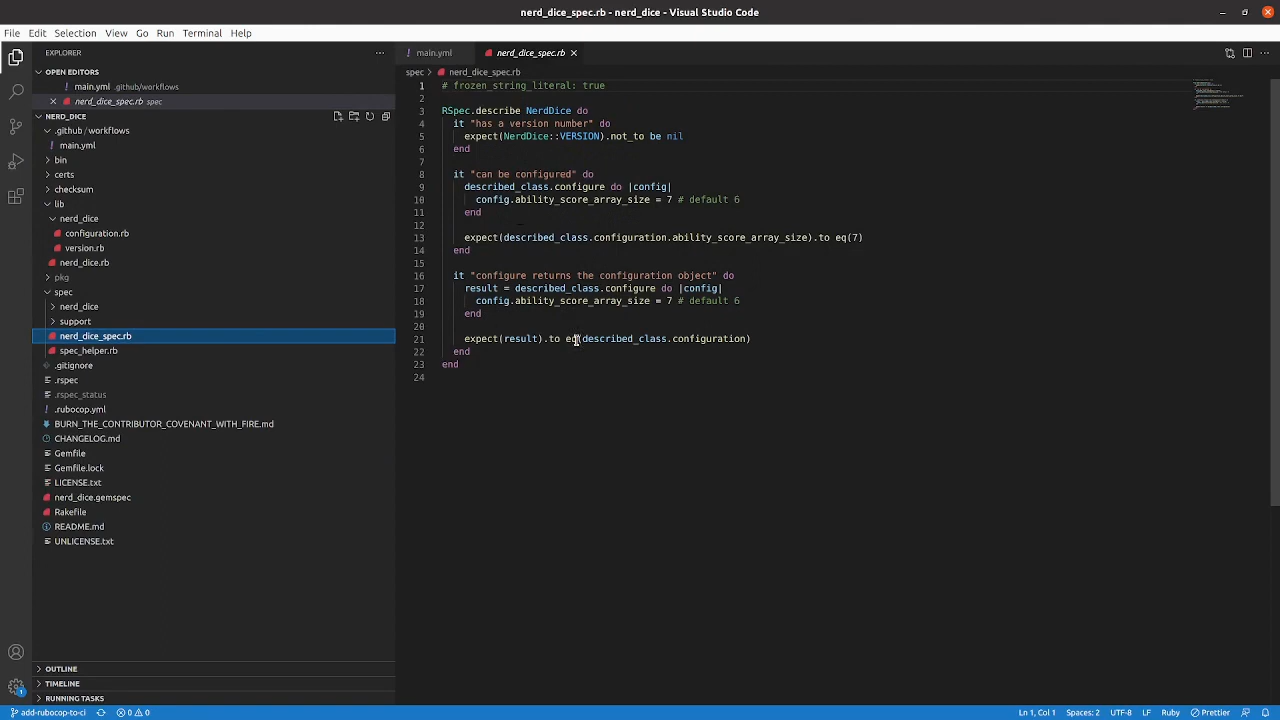 nerd_dice_spec.rb - nerd_dice - Visual Studio Code
File Edit Selection View Go Run Terminal Help
EXPLORER
OPEN EDITORS
main.yml .github/workflows
nerd_dice_spec.rb spec
NERD_DICE
.github / workflows
main.yml
bin
certs
checksum
lib
nerd_dice
configuration.rb
version.rb
nerd_dice.rb
pkg
spec
nerd_dice
support
nerd_dice_spec.rb
spec_helper.rb
.gitignore
.rspec
.rspec_status
.rubocop.yml
BURN_THE_CONTRIBUTOR_COVENANT_WITH_FIRE.md
CHANGELOG.md
Gemfile
Gemfile.lock
LICENSE.txt
nerd_dice.gemspec
Rakefile
README.md
UNLICENSE.txt
OUTLINE
TIMELINE
RUNNING TASKS
main.yml nerd_dice_spec.rb
spec > nerd_dice_spec.rb
1 # frozen_string_literal: true
2
3 RSpec.describe NerdDice do
4 it "has a version number" do
5 expect(NerdDice::VERSION).not_to be nil
6 end
7
8 it "can be configured" do
9 described_class.configure do |config|
10 config.ability_score_array_size = 7 # default 6
11 end
12
13 expect(described_class.configuration.ability_score_array_size).to eq(7)
14 end
15
16 it "configure returns the configuration object" do
17 result = described_class.configure do |config|
18 config.ability_score_array_size = 7 # default 6
19 end
20
21 expect(result).to eq(described_class.configuration)
22 end
23 end
24
1
add-rubocop-to-ci 0 0 Ln 1, Col 1 Spaces: 2 UTF-8 LF Ruby Prettier